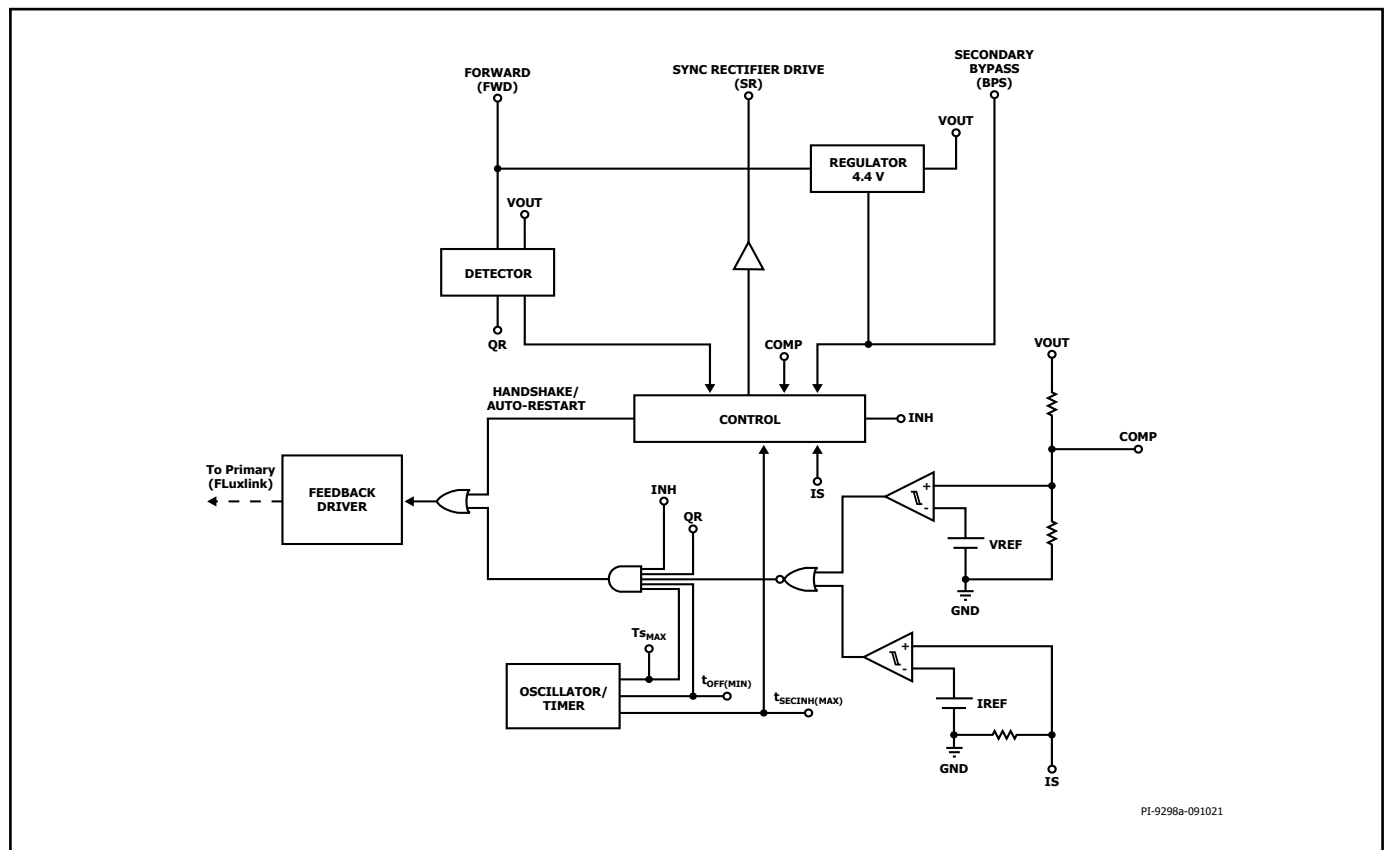 FORWARD
(FWD)
SYNC RECTIFIER DRIVE
(SR)
SECONDARY
BYPASS
(BPS)
VOUT
REGULATOR
4.4 V
VOUT
DETECTOR
QR
COMP
VOUT
HANDSHAKE/
AUTO-RESTART
CONTROL
INH
COMP
To Primary
(FLuxlink)
FEEDBACK
DRIVER
INH
QR
IS
+
-
VREF
GND
TsMAX
OSCILLATOR/
TIMER
tOFF(MIN)
tSECINH(MAX)
+
-
IREF
GND
IS
PI-9298a-091021